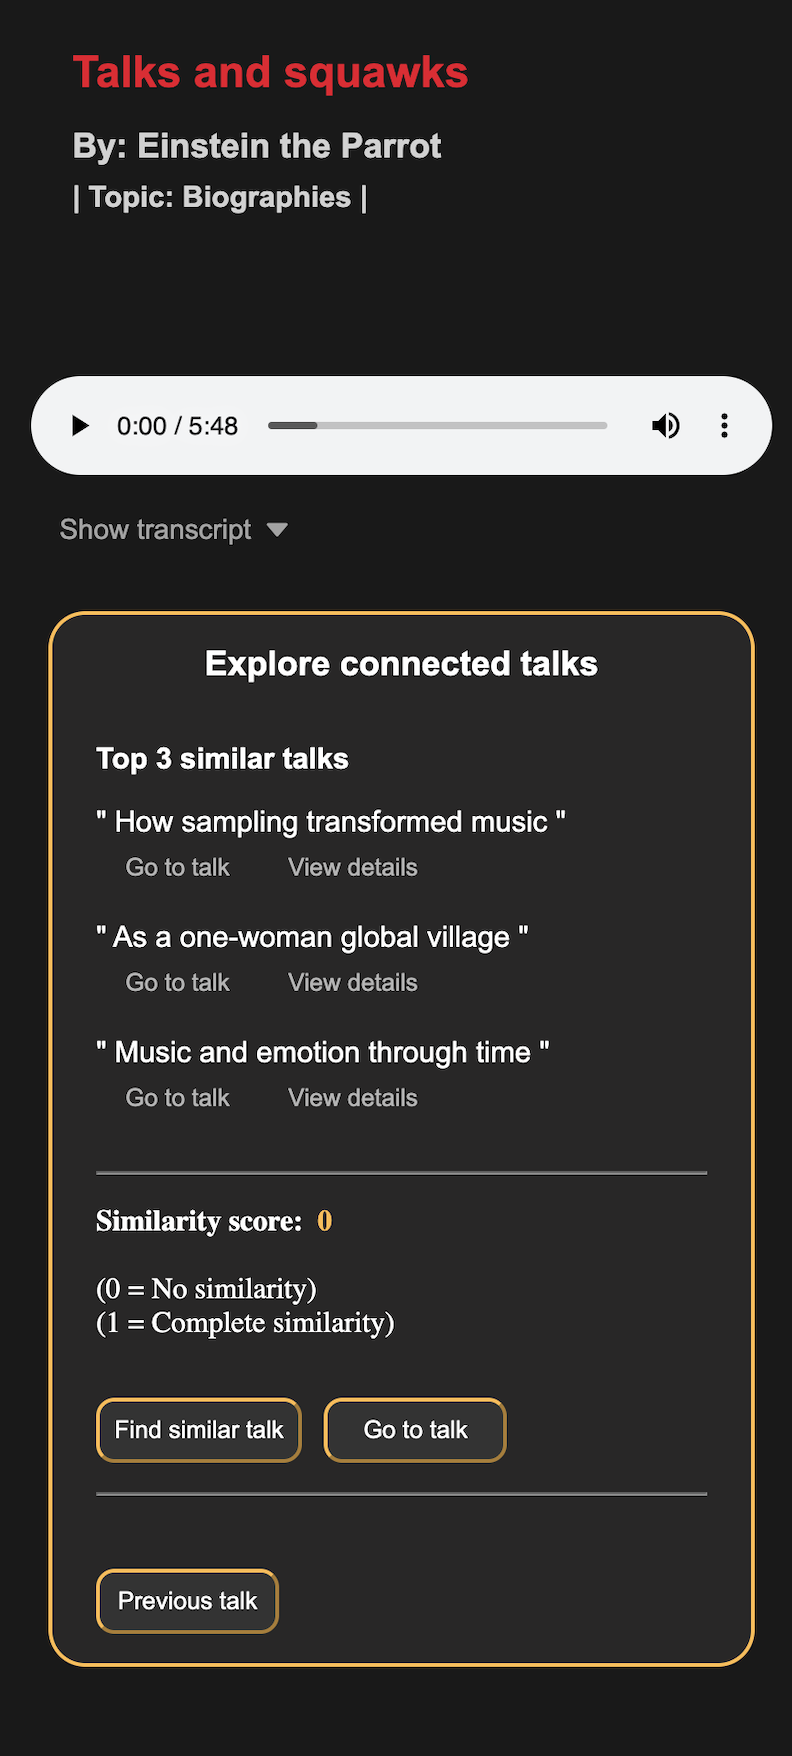 Talks and squawks
By: Einstein the Parrot
| Topic: Biographies |
0:00 / 5:48
Show transcript
Explore connected talks
Top 3 similar talks
" How sampling transformed music "
Go to talk View details
" As a one-woman global village "
Go to talk View details
" Music and emotion through time "
Go to talk View details
Similarity score: 0
(0 = No similarity)
(1 = Complete similarity)
Find similar talk Go to talk
Previous talk